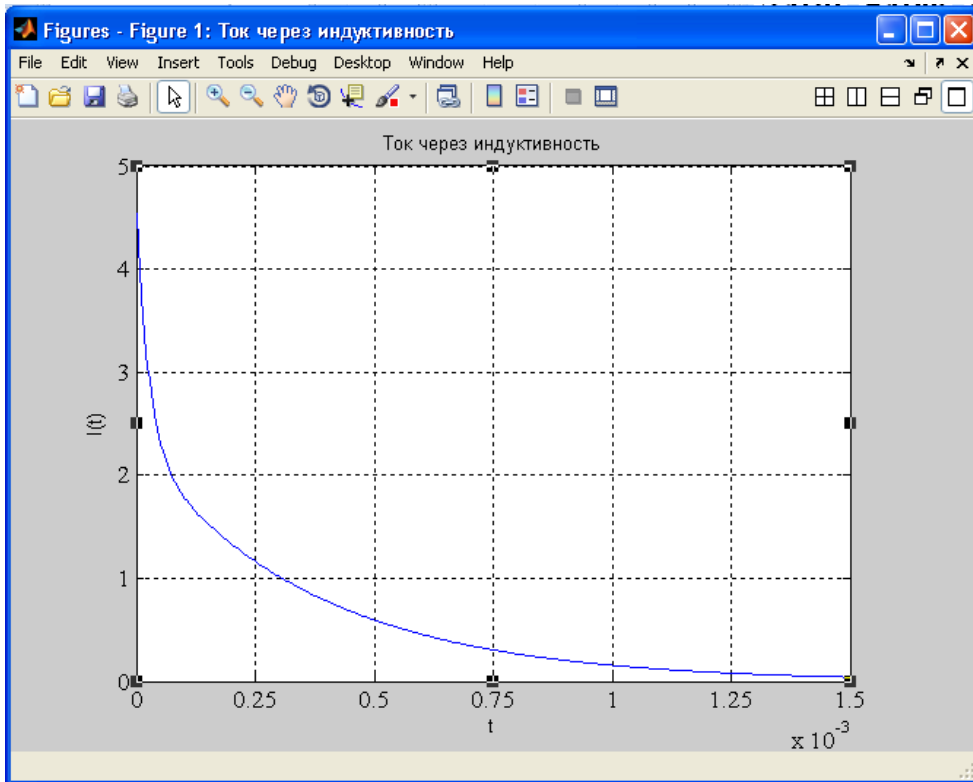 Figures - Figure 1: Ток через индуктивность
File Edit View Insert Tools Debug Desktop Window Help
Ток через индуктивность
5
4
3
2
1
0
I(t)
0 0.25 0.5 0.75 1 1.25 1.5
t
x 10⁻³